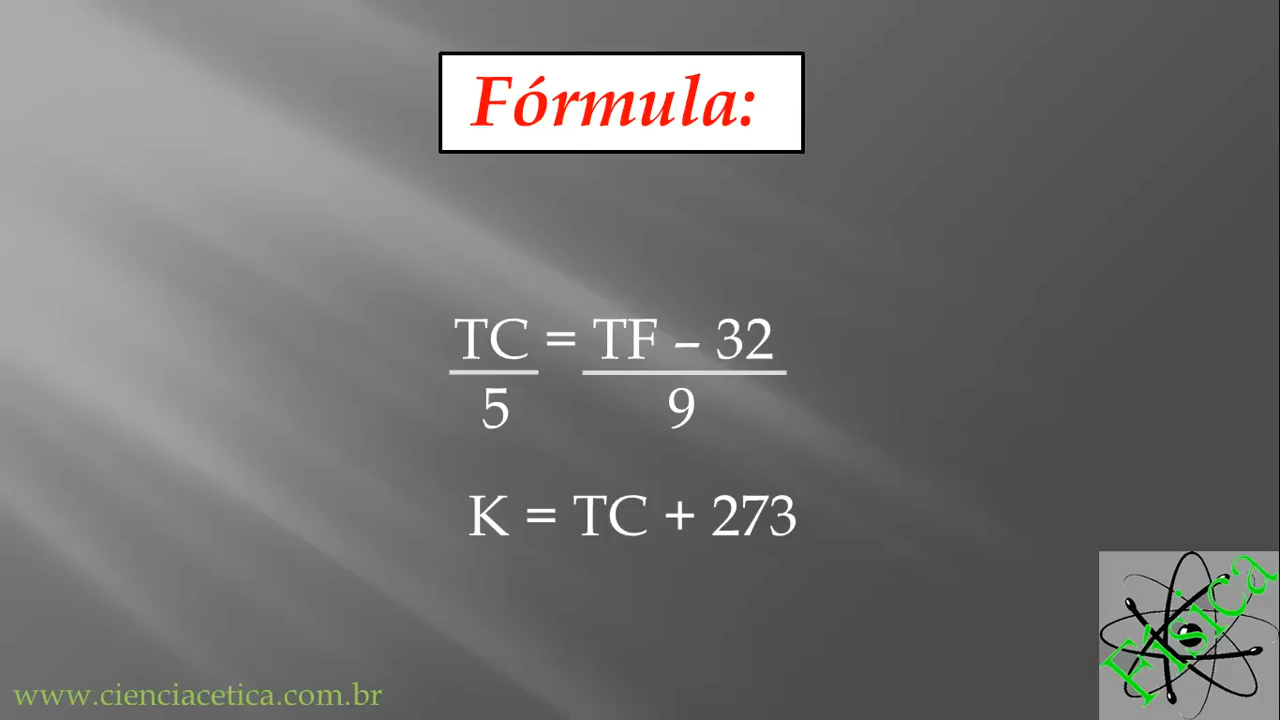 Fórmula:
TC = TF – 32
5 9
K = TC + 273
Física
www.cienciacetica.com.br